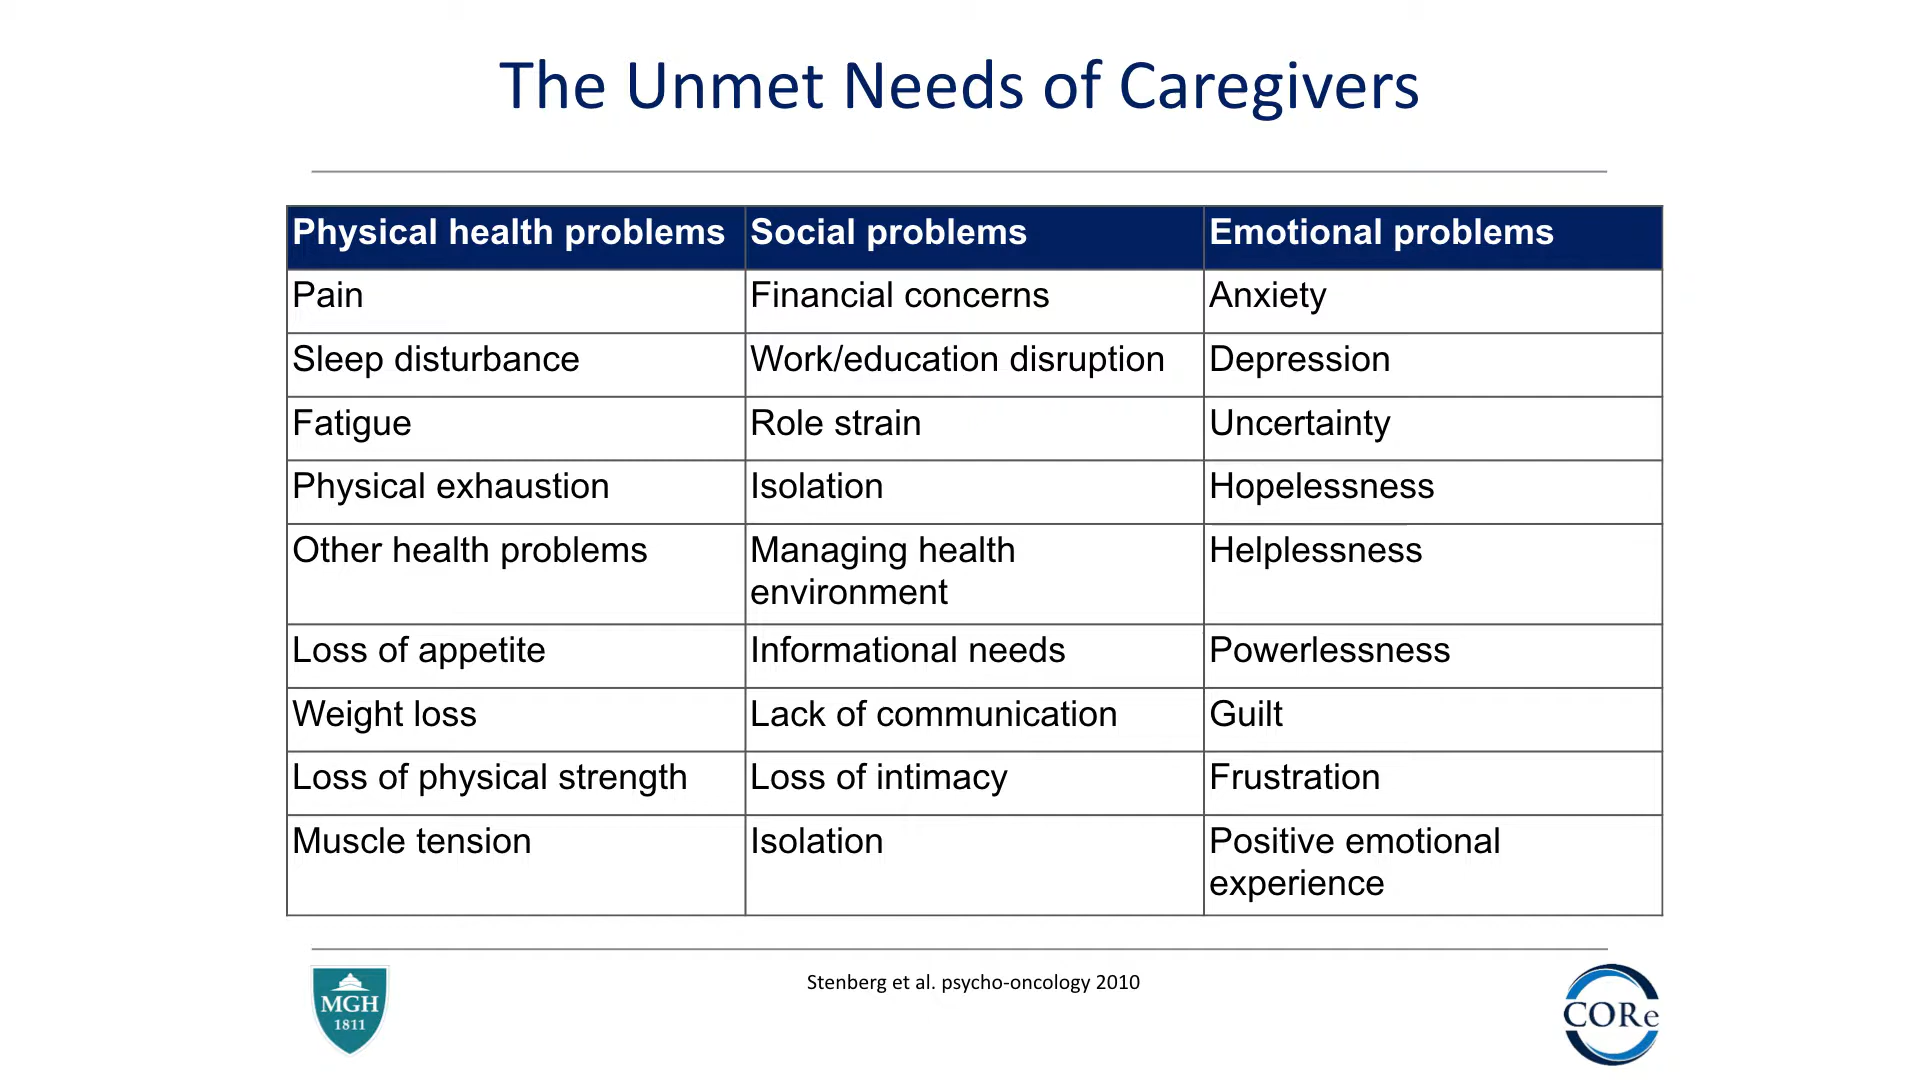 The Unmet Needs of Caregivers
Physical health problems Social problems Emotional problems
Pain Financial concerns Anxiety
Sleep disturbance Work/education disruption Depression
Fatigue Role strain Uncertainty
Physical exhaustion Isolation Hopelessness
Other health problems Managing health environment Helplessness
Loss of appetite Informational needs Powerlessness
Weight loss Lack of communication Guilt
Loss of physical strength Loss of intimacy Frustration
Muscle tension Isolation Positive emotional experience
Stenberg et al. psycho-oncology 2010
MGH
1811
CORe